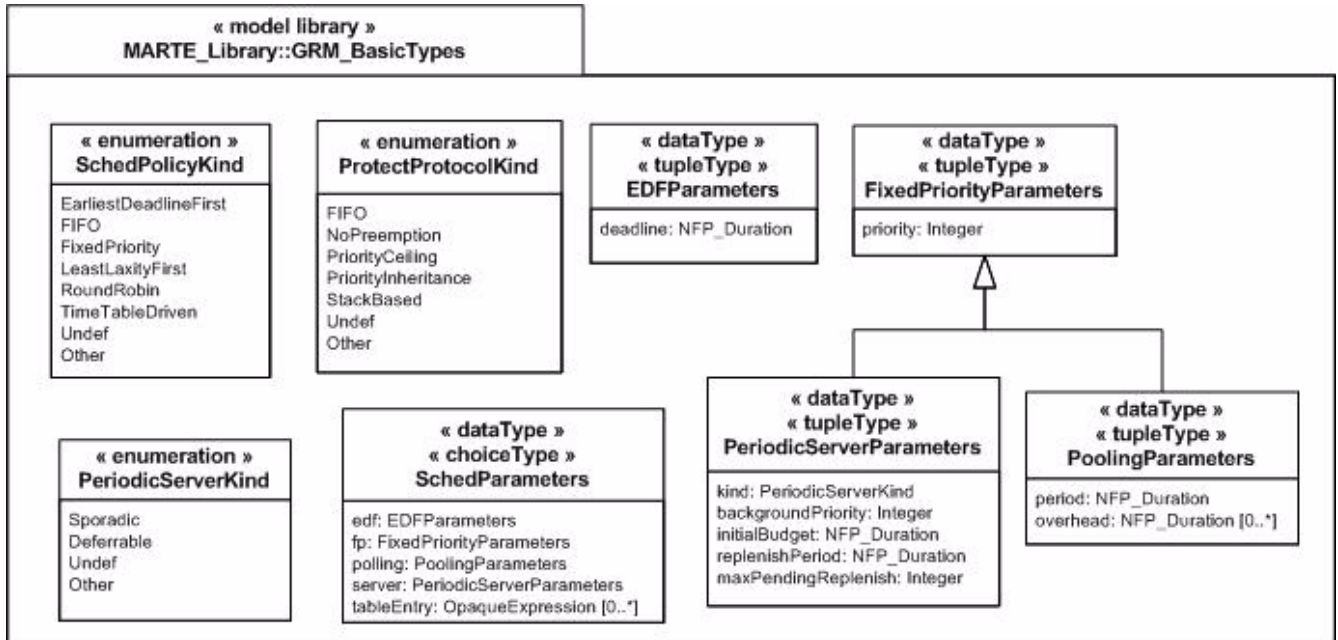 « model library »
MARTE_Library::GRM_BasicTypes
« enumeration »
SchedPolicyKind
EarliestDeadlineFirst
FIFO
FixedPriority
LeastLaxityFirst
RoundRobin
TimeTableDriven
Undef
Other
« enumeration »
ProtectProtocolKind
FIFO
NoPreemption
PriorityCeiling
PriorityInheritance
StackBased
Undef
Other
« dataType »
« tupleType »
EDFParameters
deadline: NFP_Duration
« dataType »
« tupleType »
FixedPriorityParameters
priority: Integer
« enumeration »
PeriodicServerKind
Sporadic
Deferrable
Undef
Other
« dataType »
« choiceType »
SchedParameters
edf: EDFParameters
fp: FixedPriorityParameters
polling: PoolingParameters
server: PeriodicServerParameters
tableEntry: OpaqueExpression [0..*]
« dataType »
« tupleType »
PeriodicServerParameters
kind: PeriodicServerKind
backgroundPriority: Integer
initialBudget: NFP_Duration
replenishPeriod: NFP_Duration
maxPendingReplenish: Integer
« dataType »
« tupleType »
PoolingParameters
period: NFP_Duration
overhead: NFP_Duration [0..*]